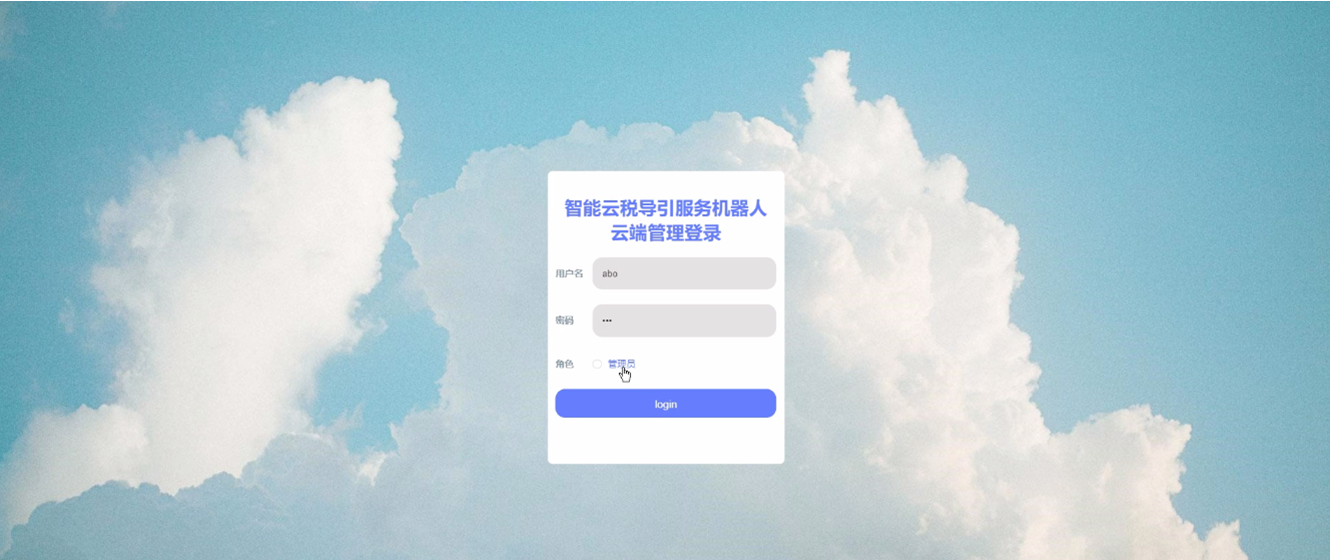 智能云税导引服务机器人
云端管理登录
用户名 abo
密码 •••
角色 管理员
login